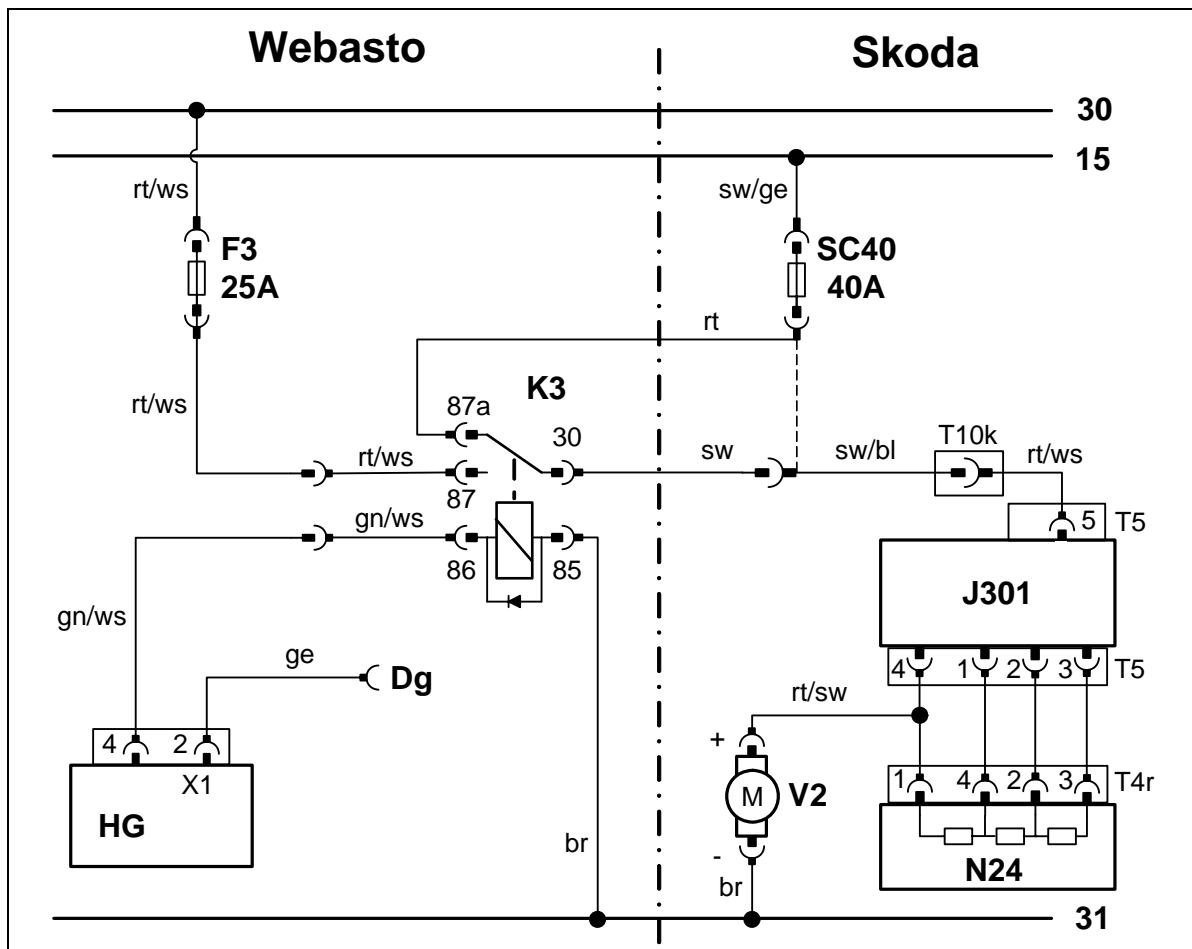 Webasto
Skoda
30
15
rt/ws
sw/ge
F3
25A
SC40
40A
rt
K3
87a
30
rt/ws
rt/ws
sw
sw/bl
T10k
rt/ws
87
gn/ws
5
T5
86
85
J301
gn/ws
ge
Dg
4
1
2
3
T5
rt/sw
4
2
+
X1
1
4
2
3
T4r
M
V2
HG
br
-
N24
br
31